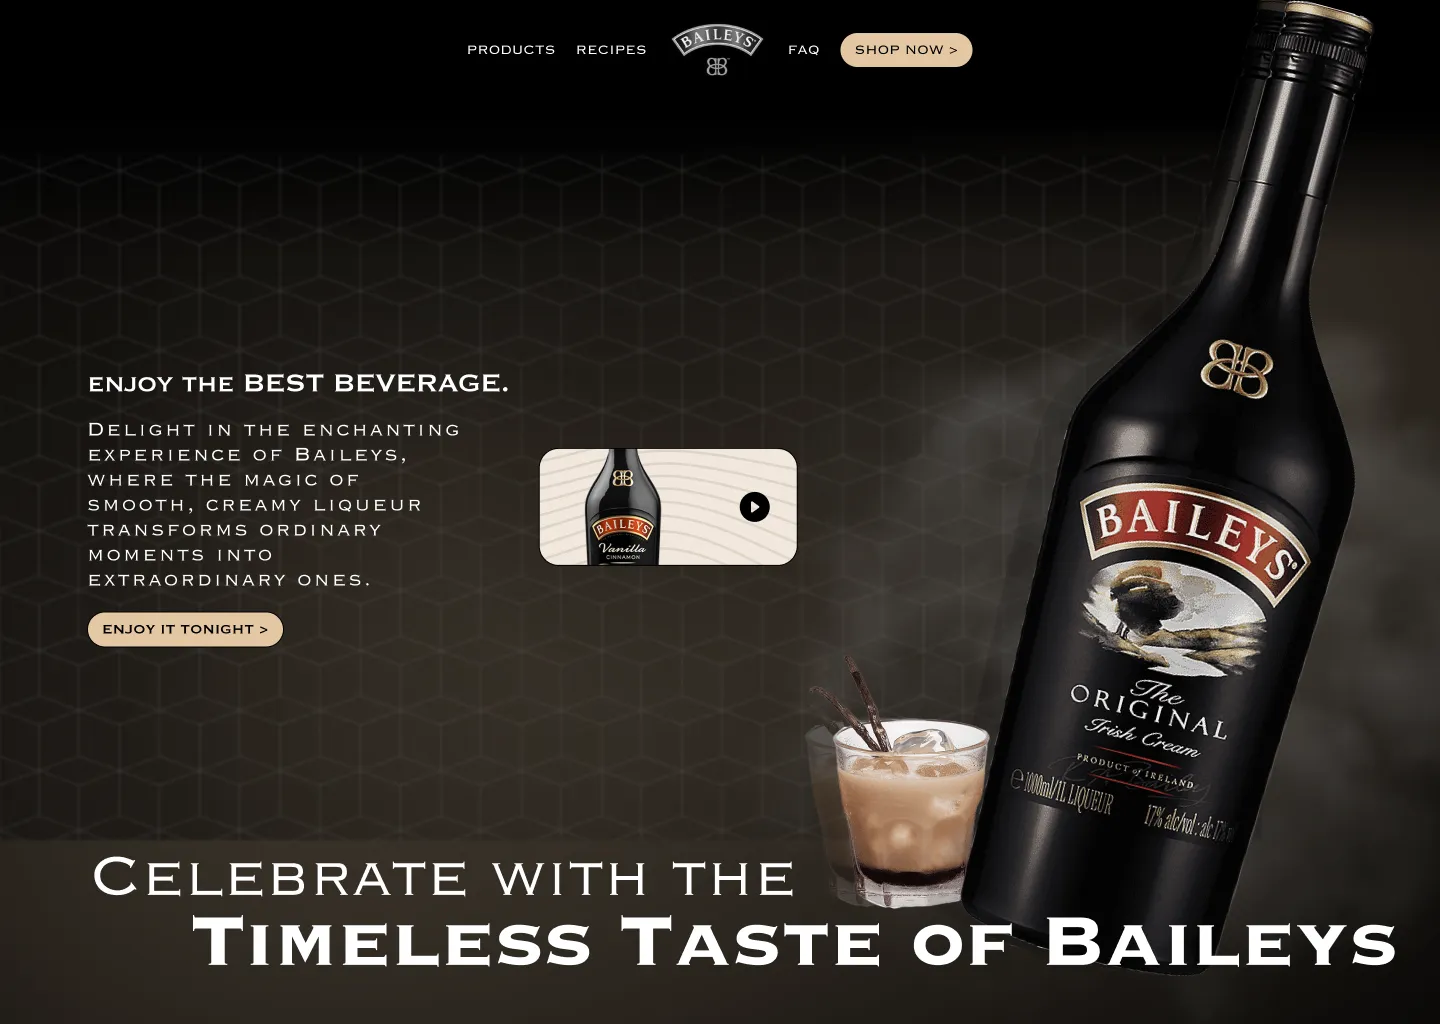 PRODUCTS
RECIPES
BAILEYS
FAQ
SHOP NOW >
ENJOY THE BEST BEVERAGE.
DELIGHT IN THE ENCHANTING
EXPERIENCE OF BAILEYS,
WHERE THE MAGIC OF
SMOOTH, CREAMY LIQUEUR
TRANSFORMS ORDINARY
MOMENTS INTO
EXTRAORDINARY ONES.
ENJOY IT TONIGHT >
BAILEYS
Vanilla
CINNAMON
BAILEYS®
The
ORIGINAL
Irish Cream
PRODUCT of IRELAND
℮ 1000ml/1L LIQUEUR
17% alc/vol : alc 17%
CELEBRATE WITH THE
TIMELESS TASTE OF BAILEYS